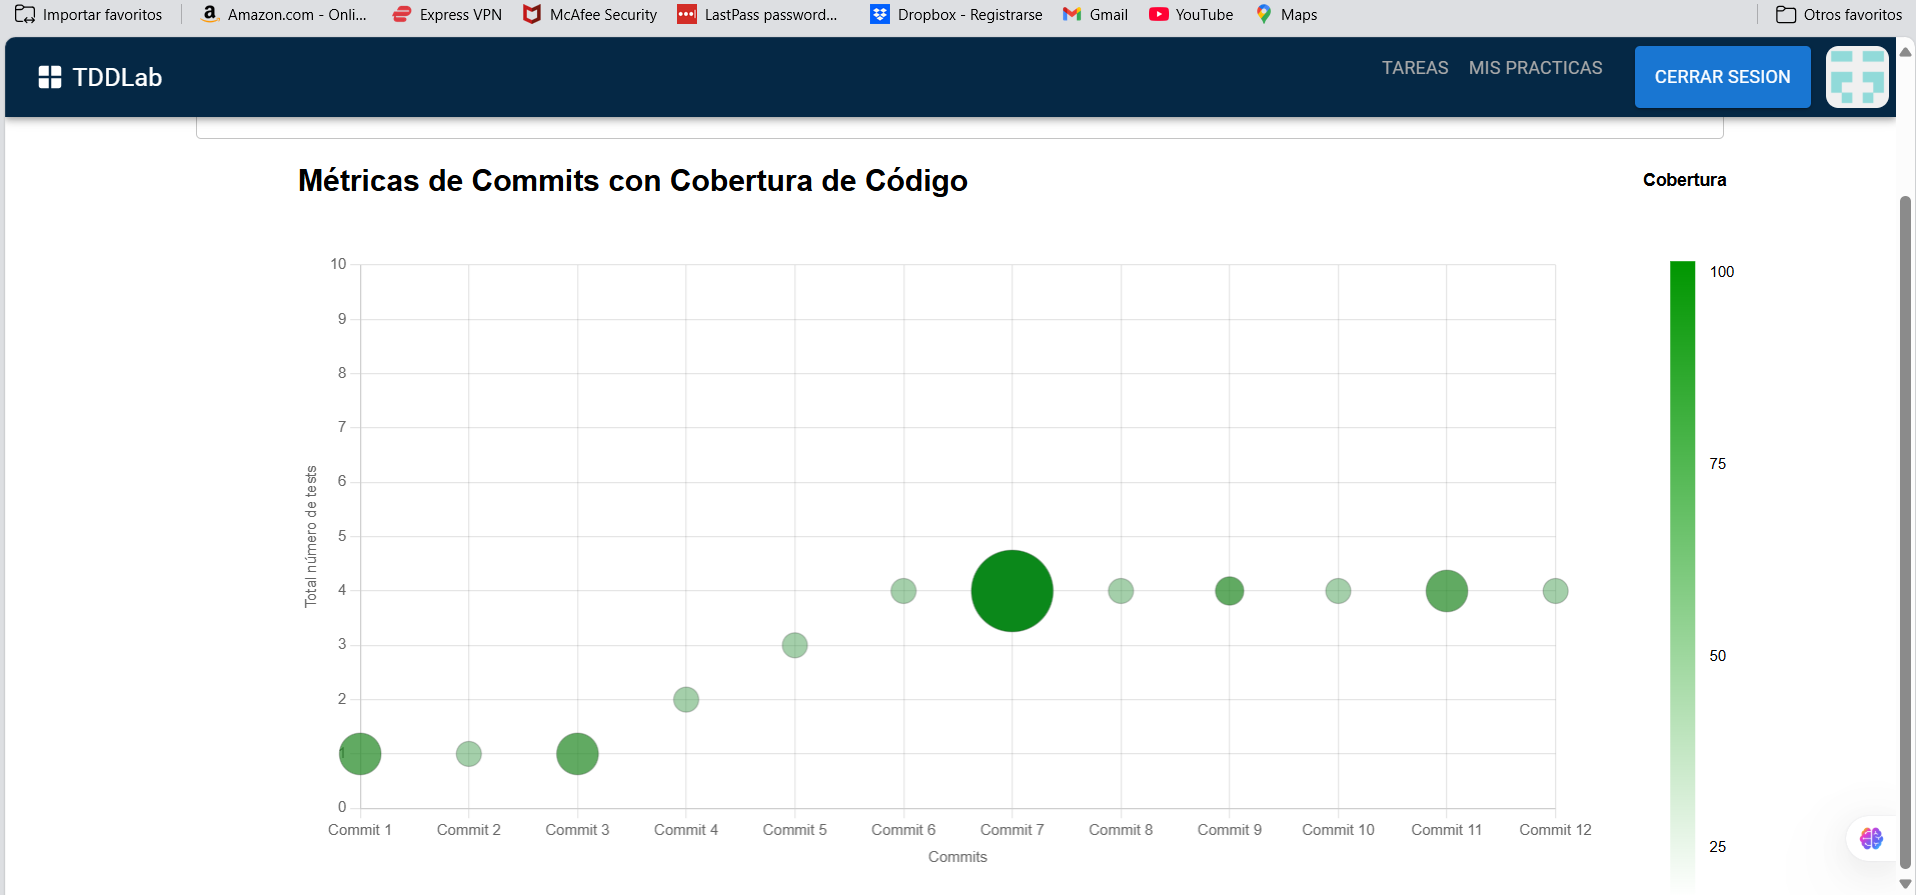 Importar favoritos
Amazon.com - Onli...
Express VPN
McAfee Security
LastPass password...
Dropbox - Registrarse
Gmail
YouTube
Maps
Otros favoritos
TDDLab
TAREAS
MIS PRACTICAS
CERRAR SESION
Métricas de Commits con Cobertura de Código
Cobertura
10
9
8
7
6
5
4
3
2
1
0
Total número de tests
Commit 1
Commit 2
Commit 3
Commit 4
Commit 5
Commit 6
Commit 7
Commit 8
Commit 9
Commit 10
Commit 11
Commit 12
Commits
100
75
50
25